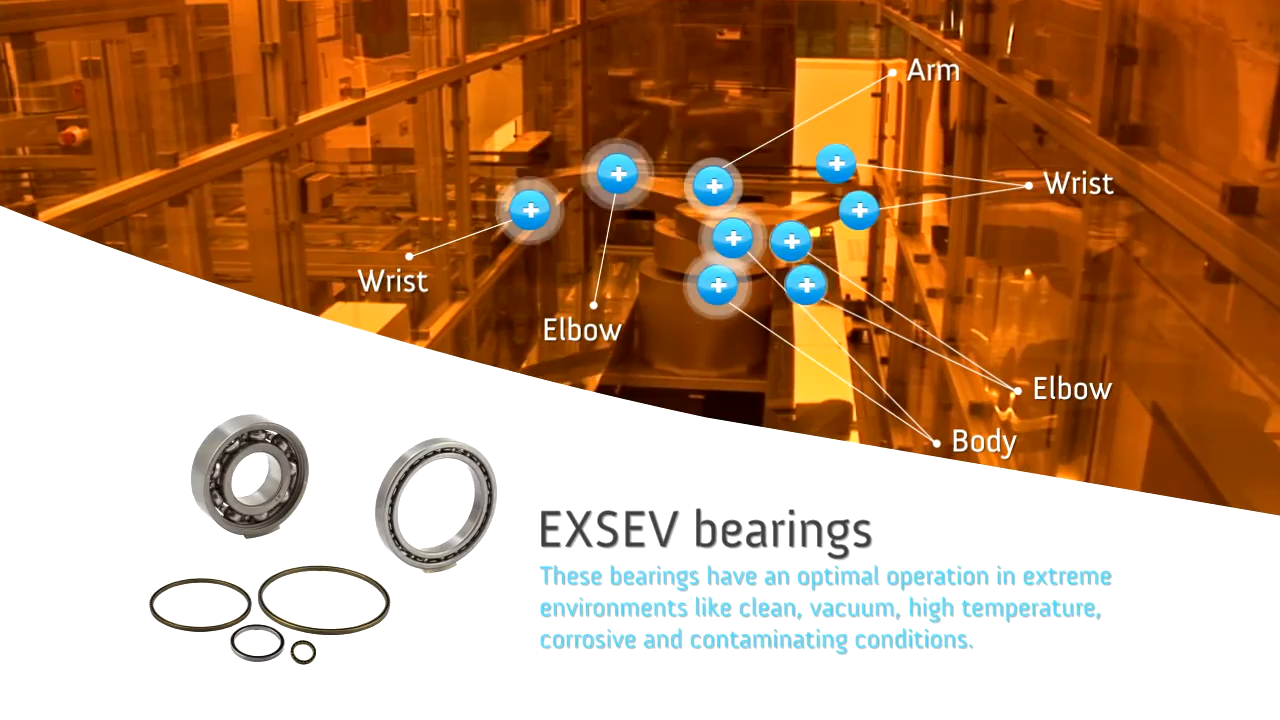 Arm
Wrist
Wrist
Elbow
Elbow
Body
EXSEV bearings
These bearings have an optimal operation in extreme
environments like clean, vacuum, high temperature,
corrosive and contaminating conditions.